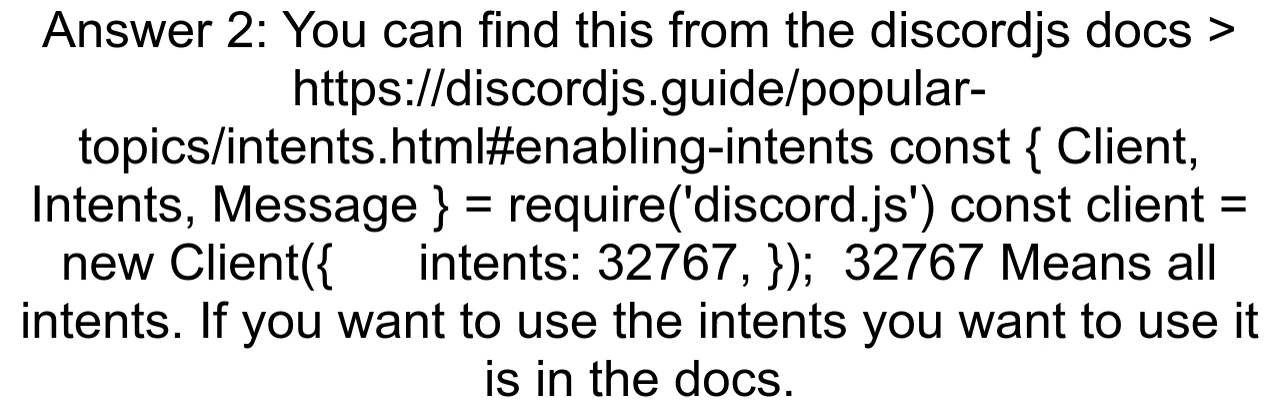 Answer 2: You can find this from the discordjs docs >
https://discordjs.guide/popular-
topics/intents.html#enabling-intents const { Client,
Intents, Message } = require('discord.js') const client =
new Client({      intents: 32767, });  32767 Means all
intents. If you want to use the intents you want to use it
is in the docs.